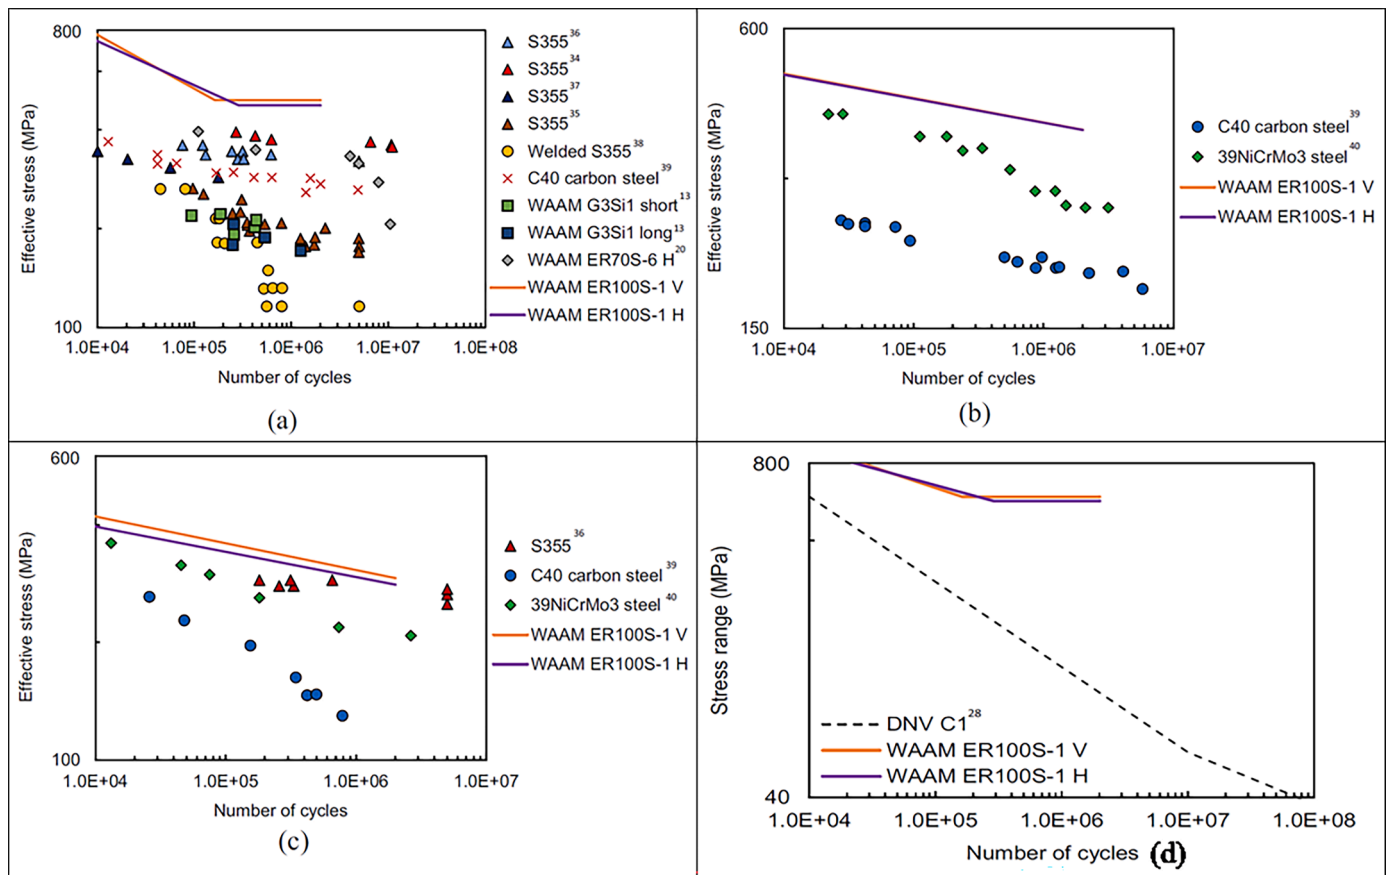 800
Effective stress (MPa)
100
1.0E+04 1.0E+05 1.0E+06 1.0E+07 1.0E+08
Number of cycles
S355³⁶
S355³⁴
S355³⁷
S355³⁵
Welded S355³⁸
C40 carbon steel³⁹
WAAM G3Si1 short¹³
WAAM G3Si1 long¹³
WAAM ER70S-6 H²⁰
WAAM ER100S-1 V
WAAM ER100S-1 H
(a)
600
Effective stress (MPa)
150
1.0E+04 1.0E+05 1.0E+06 1.0E+07
Number of cycles
C40 carbon steel³⁹
39NiCrMo3 steel⁴⁰
WAAM ER100S-1 V
WAAM ER100S-1 H
(b)
600
Effective stress (MPa)
100
1.0E+04 1.0E+05 1.0E+06 1.0E+07
Number of cycles
S355³⁶
C40 carbon steel³⁹
39NiCrMo3 steel⁴⁰
WAAM ER100S-1 V
WAAM ER100S-1 H
(c)
800
Stress range (MPa)
DNV C1²⁸
WAAM ER100S-1 V
WAAM ER100S-1 H
40
1.0E+04 1.0E+05 1.0E+06 1.0E+07 1.0E+08
Number of cycles (d)